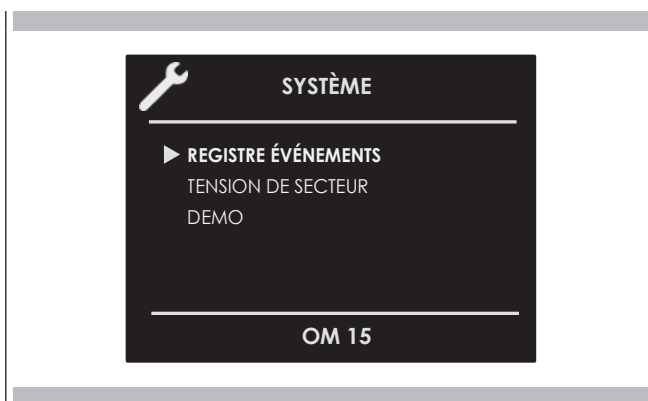 SYSTÈME
REGISTRE ÉVÉNEMENTS
TENSION DE SECTEUR
DEMO
OM 15